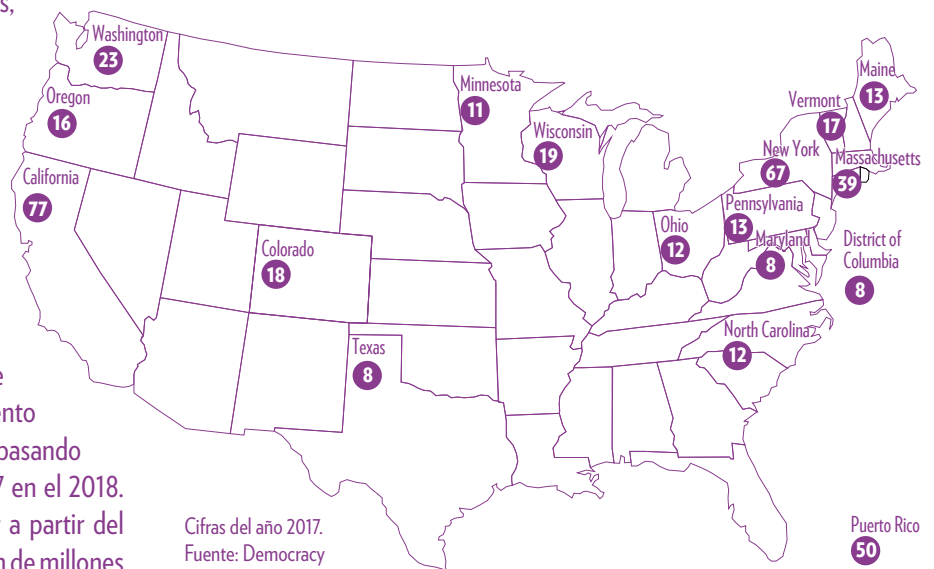 s,
Washington
23
Oregon
16
California
77
Colorado
18
Texas
8
Minnesota
11
Wisconsin
19
Ohio
12
Pennsylvania
13
Maryland
8
North Carolina
12
District of
Columbia
8
New York
67
Vermont
17
Maine
13
Massachusetts
39
Puerto Rico
50
e
ento
pasando
7 en el 2018.
a partir del
de millones
Cifras del año 2017.
Fuente: Democracy